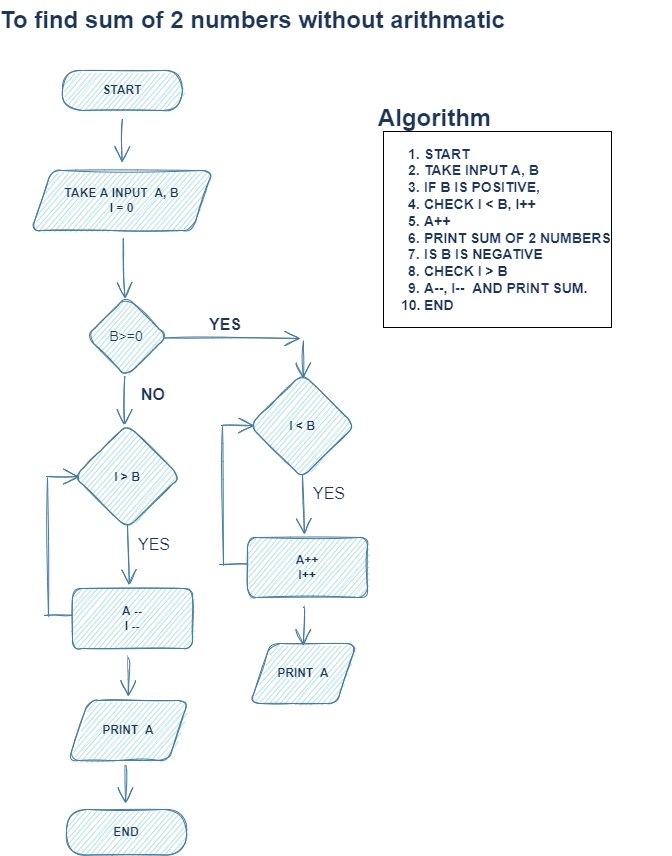 To find sum of 2 numbers without arithmatic
START
TAKE A INPUT A, B
I = 0
B>=0
YES
NO
I < B
I > B
YES
YES
A++
I++
A --
I --
PRINT A
PRINT A
END
Algorithm
1. START
2. TAKE INPUT A, B
3. IF B IS POSITIVE,
4. CHECK I < B, I++
5. A++
6. PRINT SUM OF 2 NUMBERS
7. IS B IS NEGATIVE
8. CHECK I > B
9. A--, I-- AND PRINT SUM.
10. END